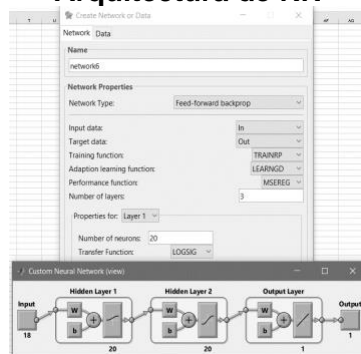 Create Network or Data
Network Data
Name
network6
Network Properties
Network Type: Feed-forward backprop
Input data: In
Target data: Out
Training function: TRAINRP
Adaption learning function: LEARNGD
Performance function: MSEREG
Number of layers: 3
Properties for: Layer 1
Number of neurons: 20
Transfer Function: LOGSIG
Custom Neural Network (view)
Hidden Layer 1 Hidden Layer 2 Output Layer
Input Output
W W W
b b b
18 20 20 1 1